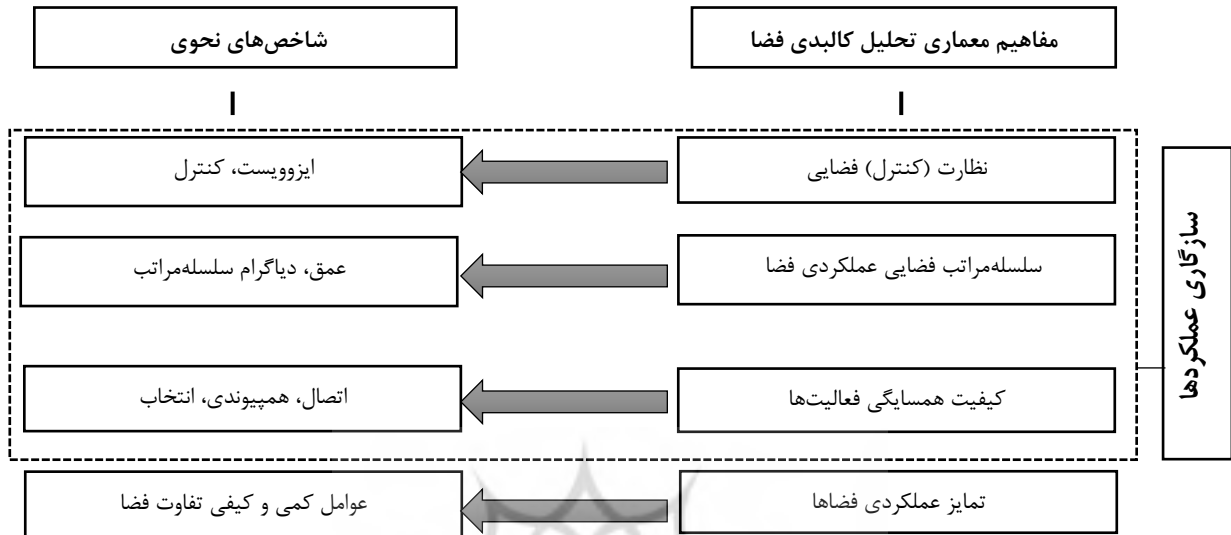 مفاهیم معماری تحلیل کالبدی فضا
شاخص‌های نحوی
سازگاری عملکردها
نظارت (کنترل) فضایی
ایزوویست، کنترل
سلسله‌مراتب فضایی عملکردی فضا
عمق، دیاگرام سلسله‌مراتب
کیفیت همسایگی فعالیت‌ها
اتصال، همپیوندی، انتخاب
تمایز عملکردی فضاها
عوامل کمی و کیفی تفاوت فضا